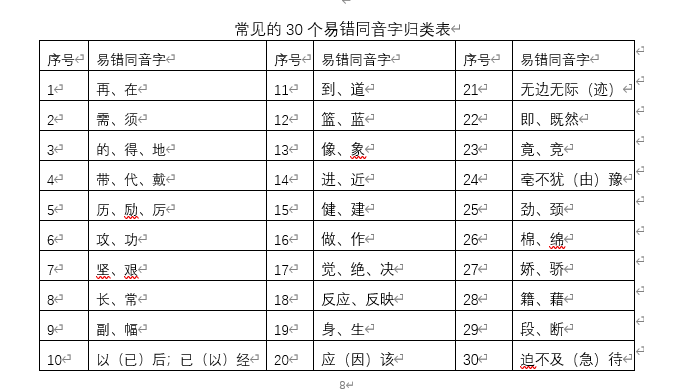 常见的 30 个易错同音字归类表
序号 易错同音字 序号 易错同音字 序号 易错同音字
1 再、在 11 到、道 21 无边无际（迹）
2 需、须 12 篮、蓝 22 即、既然
3 的、得、地 13 像、象 23 竟、竞
4 带、代、戴 14 进、近 24 毫不犹（由）豫
5 历、励、厉 15 健、建 25 劲、颈
6 攻、功 16 做、作 26 棉、绵
7 坚、艰 17 觉、绝、决 27 娇、骄
8 长、常 18 反应、反映 28 籍、藉
9 副、幅 19 身、生 29 段、断
10 以（已）后；已（以）经 20 应（因）该 30 迫不及（急）待
8